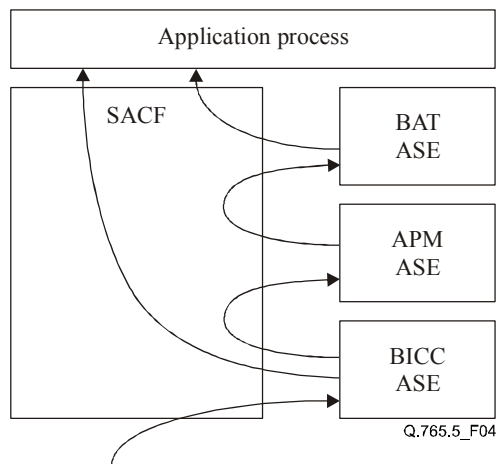 Application process
SACF
BAT
ASE
APM
ASE
BICC
ASE
Q.765.5_F04